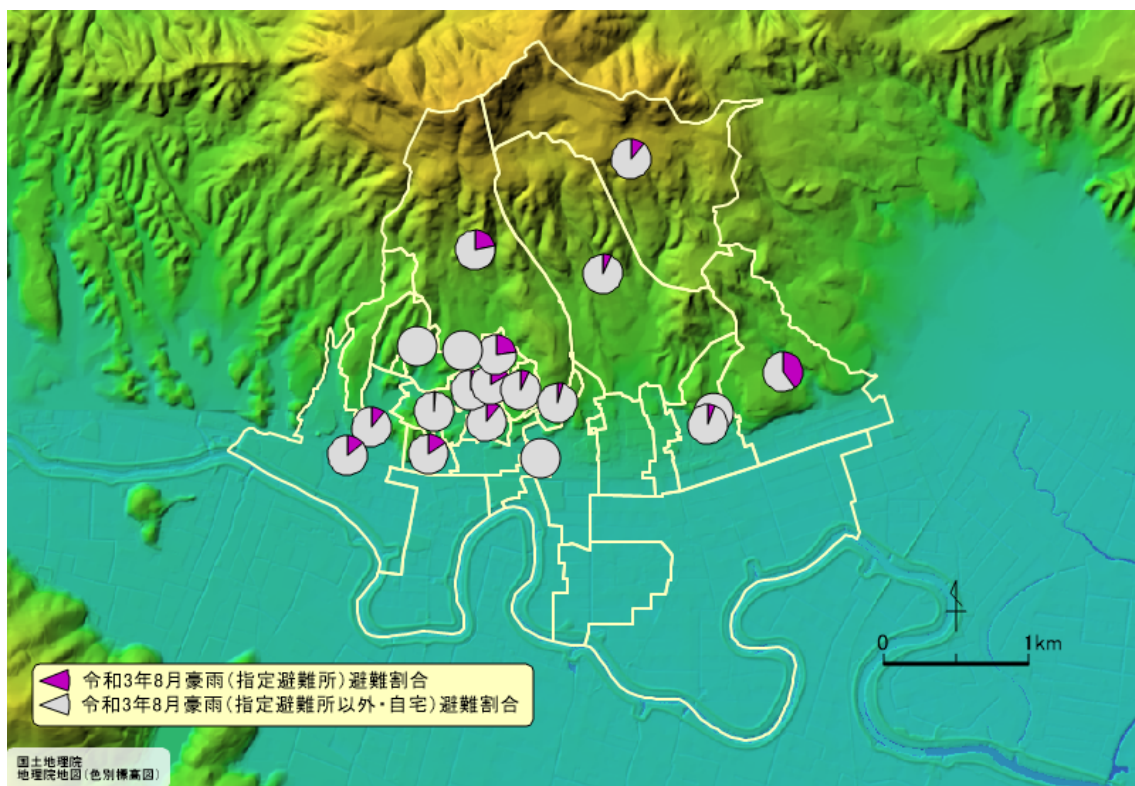 0 1km
令和3年8月豪雨(指定避難所)避難割合
令和3年8月豪雨(指定避難所以外・自宅)避難割合
国土地理院
地理院地図(色別標高図)